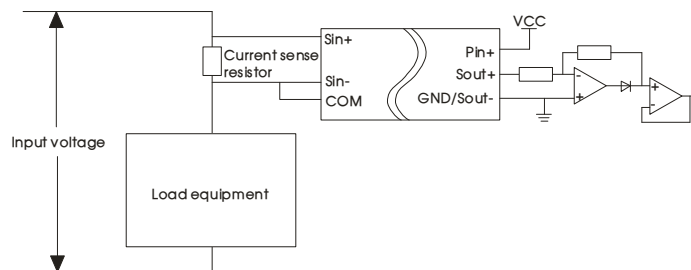 VCC
Sin+
Pin+
Current sense
resistor
Sout+
Sin-
COM
GND/Sout-
Input voltage
Load equipment
-
+
+
-